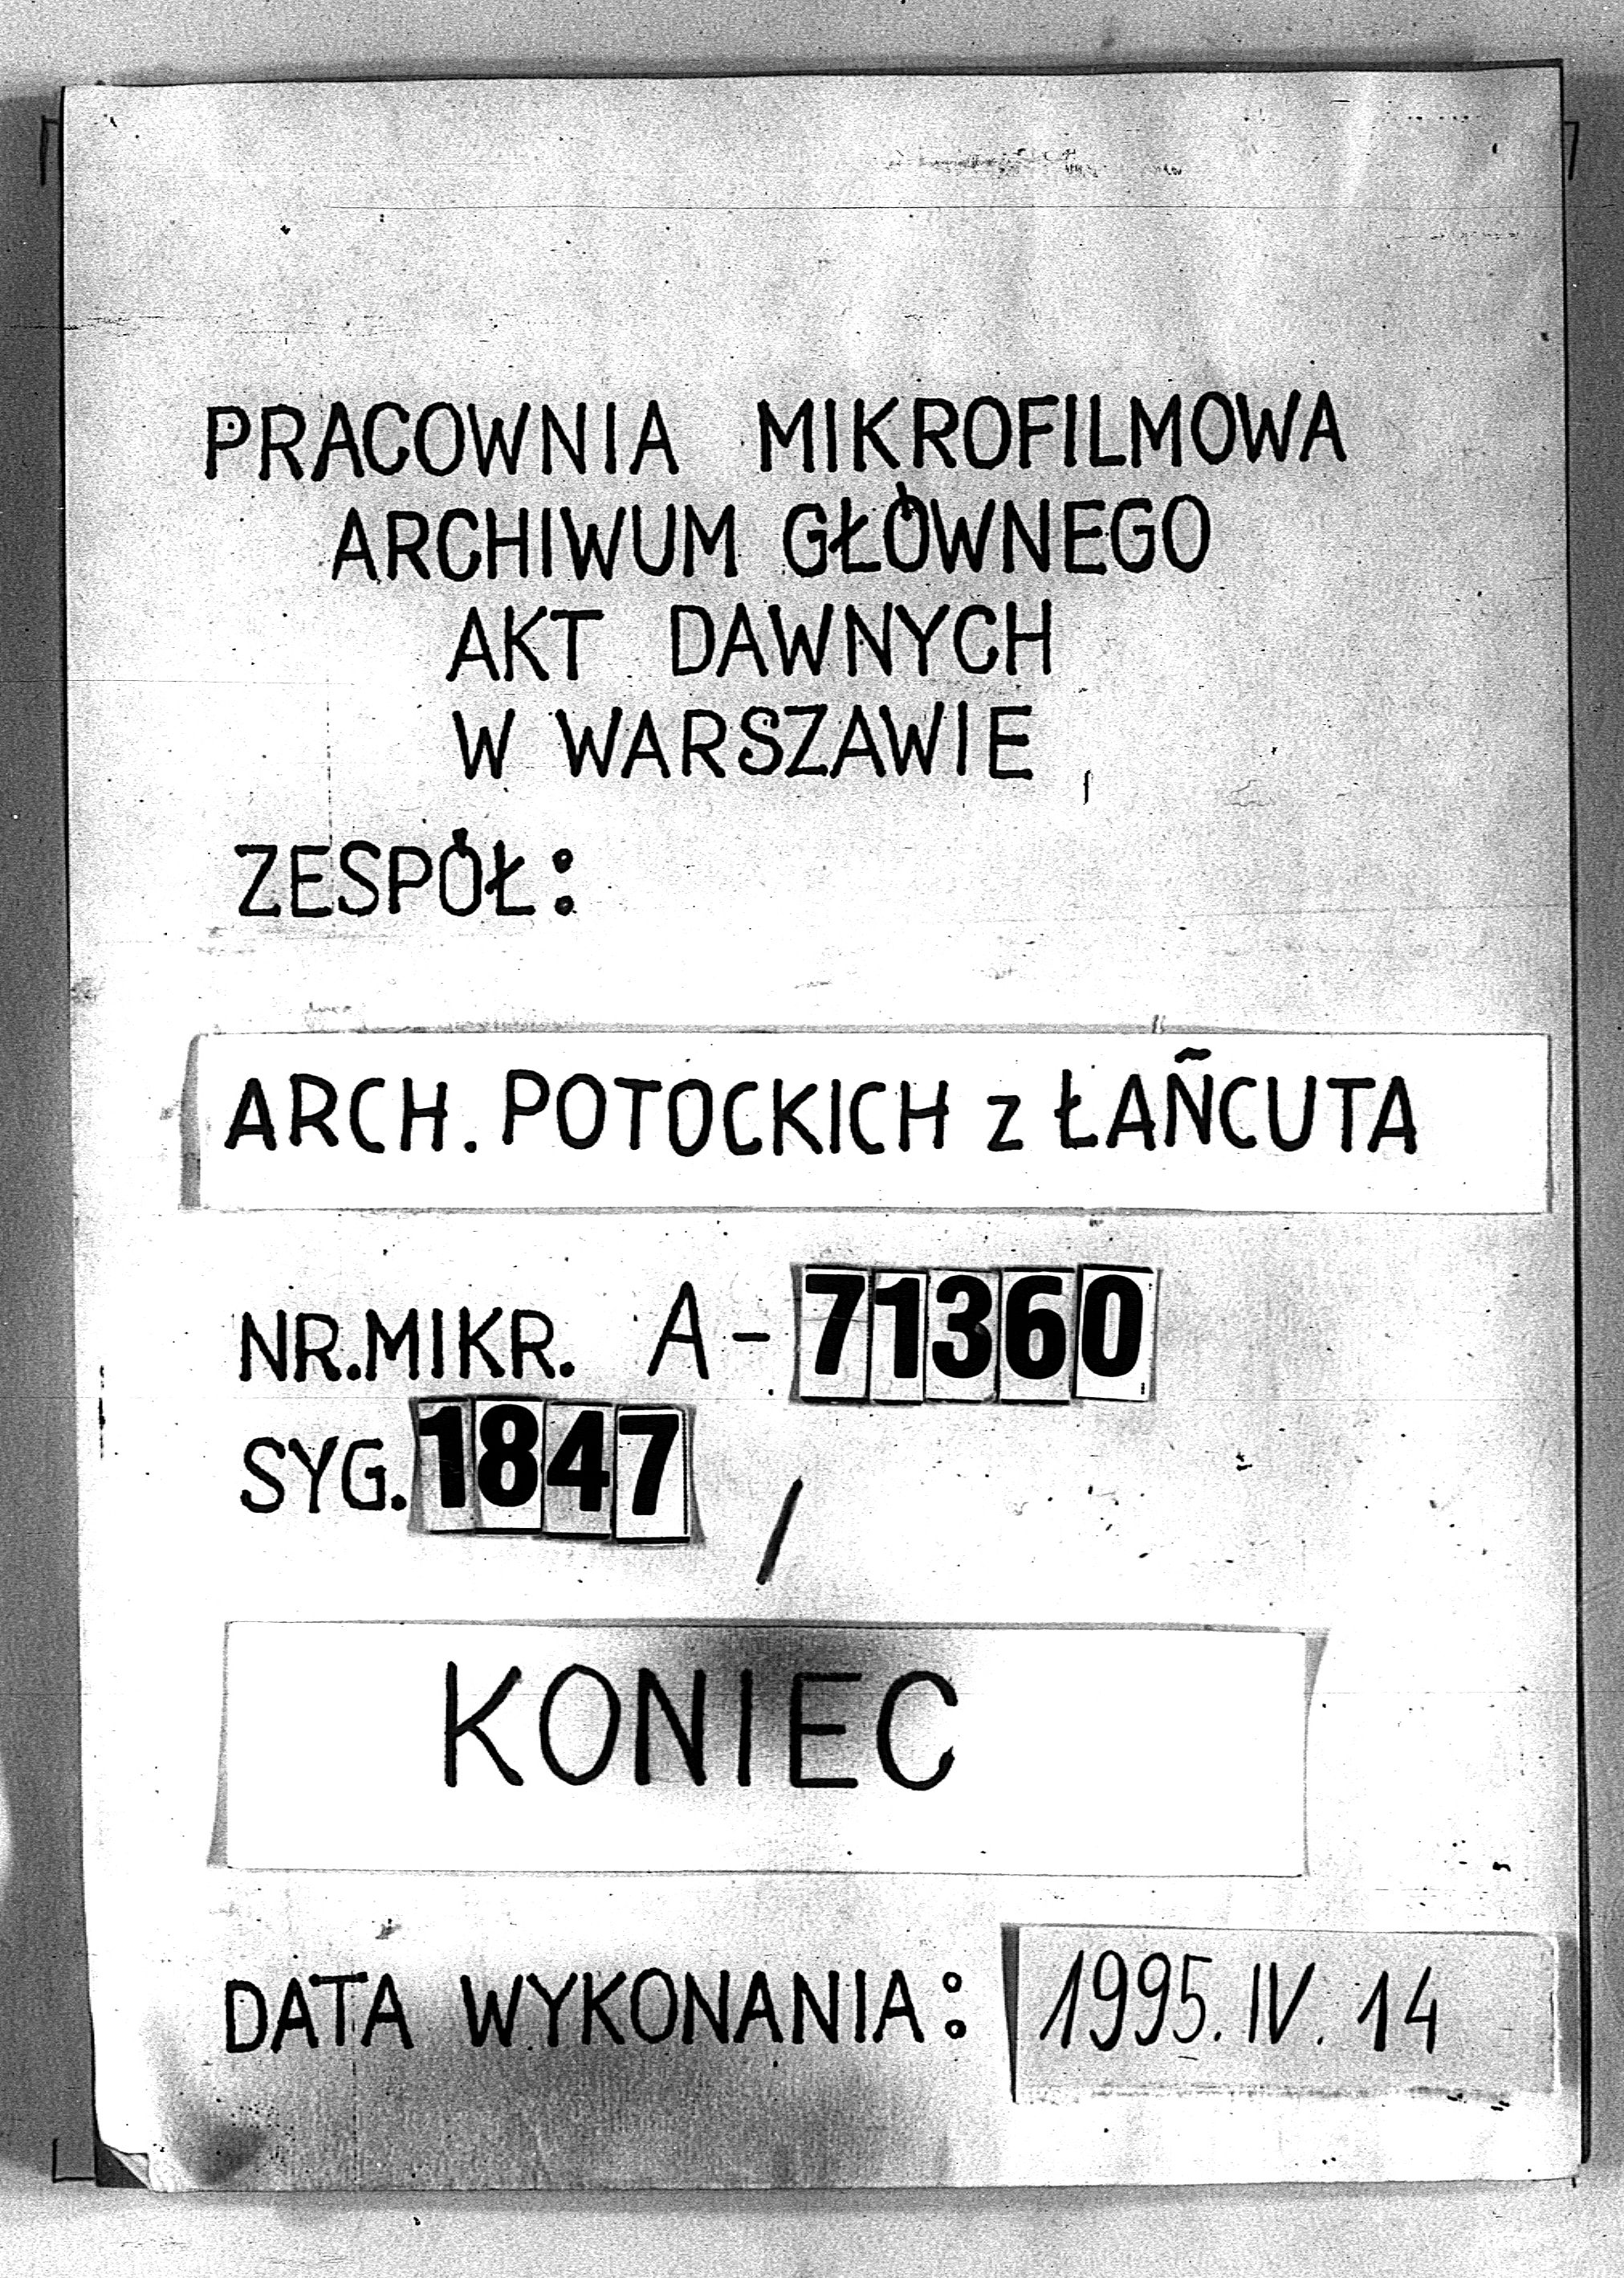 PRACOWNIA MIKROFILMOWA
ARCHIWUM GŁÓWNEGO
AKT DAWNYCH
W WARSZAWIE
ZESPÓŁ:
ARCH. POTOCKICH z ŁAŃCUTA
NR.MIKR. A-71360
SYG. 1847 /
KONIEC
DATA WYKONANIA: 1995.IV.14